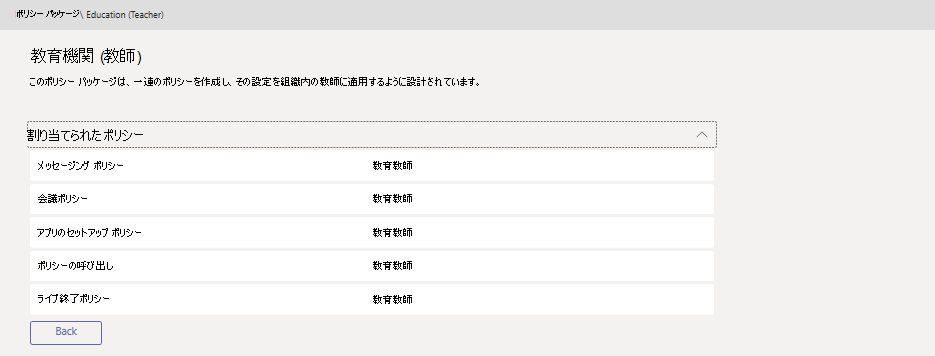 ポリシー パッケージ\ Education (Teacher)
教育機関 (教師)
このポリシー パッケージは、一連のポリシーを作成し、その設定を組織内の教師に適用するように設計されています。
割り当てられたポリシー
メッセージング ポリシー 教育教師
会議ポリシー 教育教師
アプリのセットアップ ポリシー 教育教師
ポリシーの呼び出し 教育教師
ライブ終了ポリシー 教育教師
Back